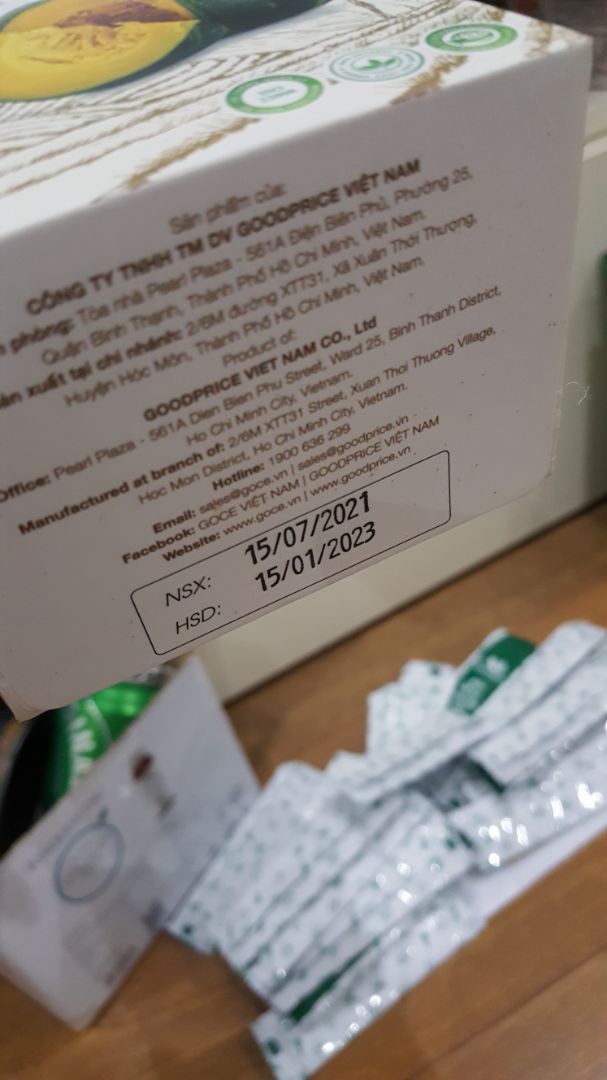 Sản phẩm của:
CÔNG TY TNHH TM DV GOODPRICE VIỆT NAM
phòng: Tòa nhà Pearl Plaza - 561A Điện Biên Phủ, Phường 25,
Quận Bình Thạnh, Thành Phố Hồ Chí Minh, Việt Nam.
xuất tại chi nhánh: 2/6M đường XTT31, Xã Xuân Thới Thượng,
Huyện Hóc Môn, Thành Phố Hồ Chí Minh, Việt Nam.
Product of:
GOODPRICE VIET NAM CO., Ltd
Office: Pearl Plaza - 561A Dien Bien Phu Street, Ward 25, Binh Thanh District,
Ho Chi Minh City, Vietnam.
Manufactured at branch of: 2/6M XTT31 Street, Xuan Thoi Thuong Village,
Hoc Mon District, Ho Chi Minh City, Vietnam.
Hotline: 1900 636 299
Email: sales@goce.vn | sales@goodprice.vn
Facebook: GOCE VIỆT NAM | GOODPRICE VIỆT NAM
Website: www.goce.vn | www.goodprice.vn
NSX: 15/07/2021
HSD: 15/01/2023